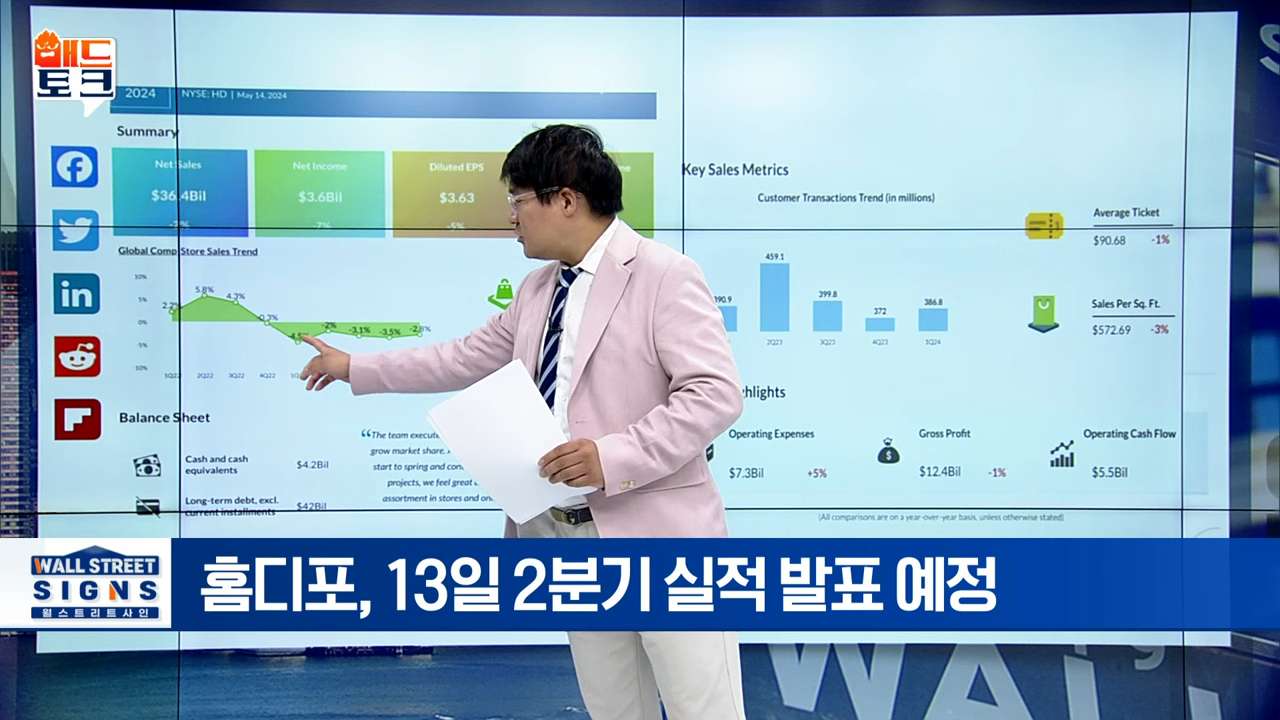 매드
토크
2024
NYSE: HD | May 14, 2024
Summary
Net Sales
$36.4Bil
Net Income
$3.6Bil
-7%
Diluted EPS
$3.63
-5%
Global Comp Store Sales Trend
10%
5%
0%
-5%
-10%
2.2%
5.8%
4.3%
-0.3%
-3.1%
-3.5%
-2.8%
1Q22
2Q22
3Q22
4Q22
Balance Sheet
Cash and cash
equivalents
$4.2Bil
Long-term debt, excl.
current installments
$42Bil
“The team execute
grow market share.
start to spring and con
projects, we feel great
assortment in stores and on
Key Sales Metrics
Customer Transactions Trend (in millions)
390.9
459.1
399.8
372
386.8
2Q23
3Q23
4Q23
1Q24
Average Ticket
$90.68 -1%
Sales Per Sq. Ft.
$572.69 -3%
hlights
Operating Expenses
$7.3Bil +5%
Gross Profit
$12.4Bil -1%
Operating Cash Flow
$5.5Bil
(All comparisons are on a year-over-year basis, unless otherwise stated)
WALL STREET
SIGNS
월스트리트사인
홈디포, 13일 2분기 실적 발표 예정
WALL